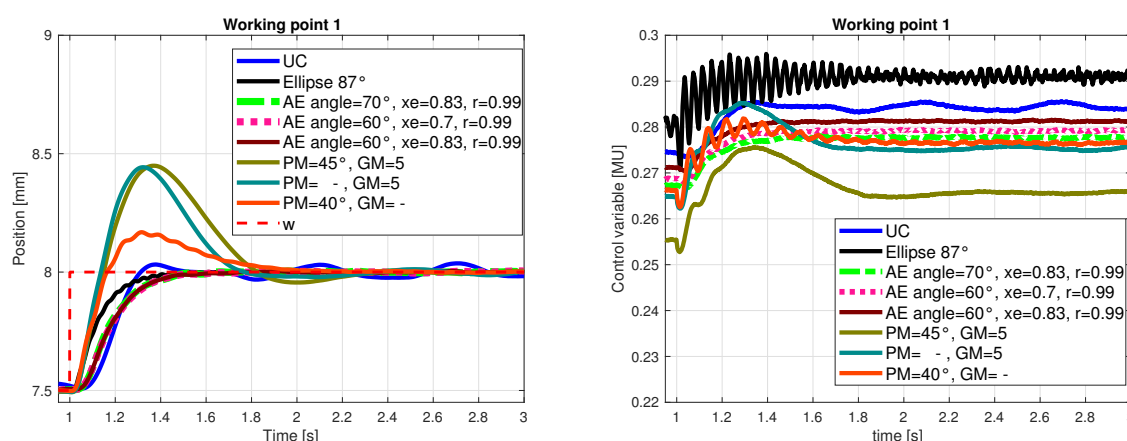 Working point 1
9
8.5
8
7.5
Position [mm]
1
1.2
1.4
1.6
1.8
2
2.2
2.4
2.6
2.8
3
Time [s]
UC
Ellipse 87°
AE angle=70°, xe=0.83, r=0.99
AE angle=60°, xe=0.7, r=0.99
AE angle=60°, xe=0.83, r=0.99
PM=45°, GM=5
PM= -, GM=5
PM=40°, GM= -
w
Working point 1
0.3
0.29
0.28
0.27
0.26
0.25
0.24
0.23
0.22
Control variable [MU]
1
1.2
1.4
1.6
1.8
2
2.2
2.4
2.6
2.8
time [s]
UC
Ellipse 87°
AE angle=70°, xe=0.83, r=0.99
AE angle=60°, xe=0.7, r=0.99
AE angle=60°, xe=0.83, r=0.99
PM=45°, GM=5
PM= -, GM=5
PM=40°, GM= -